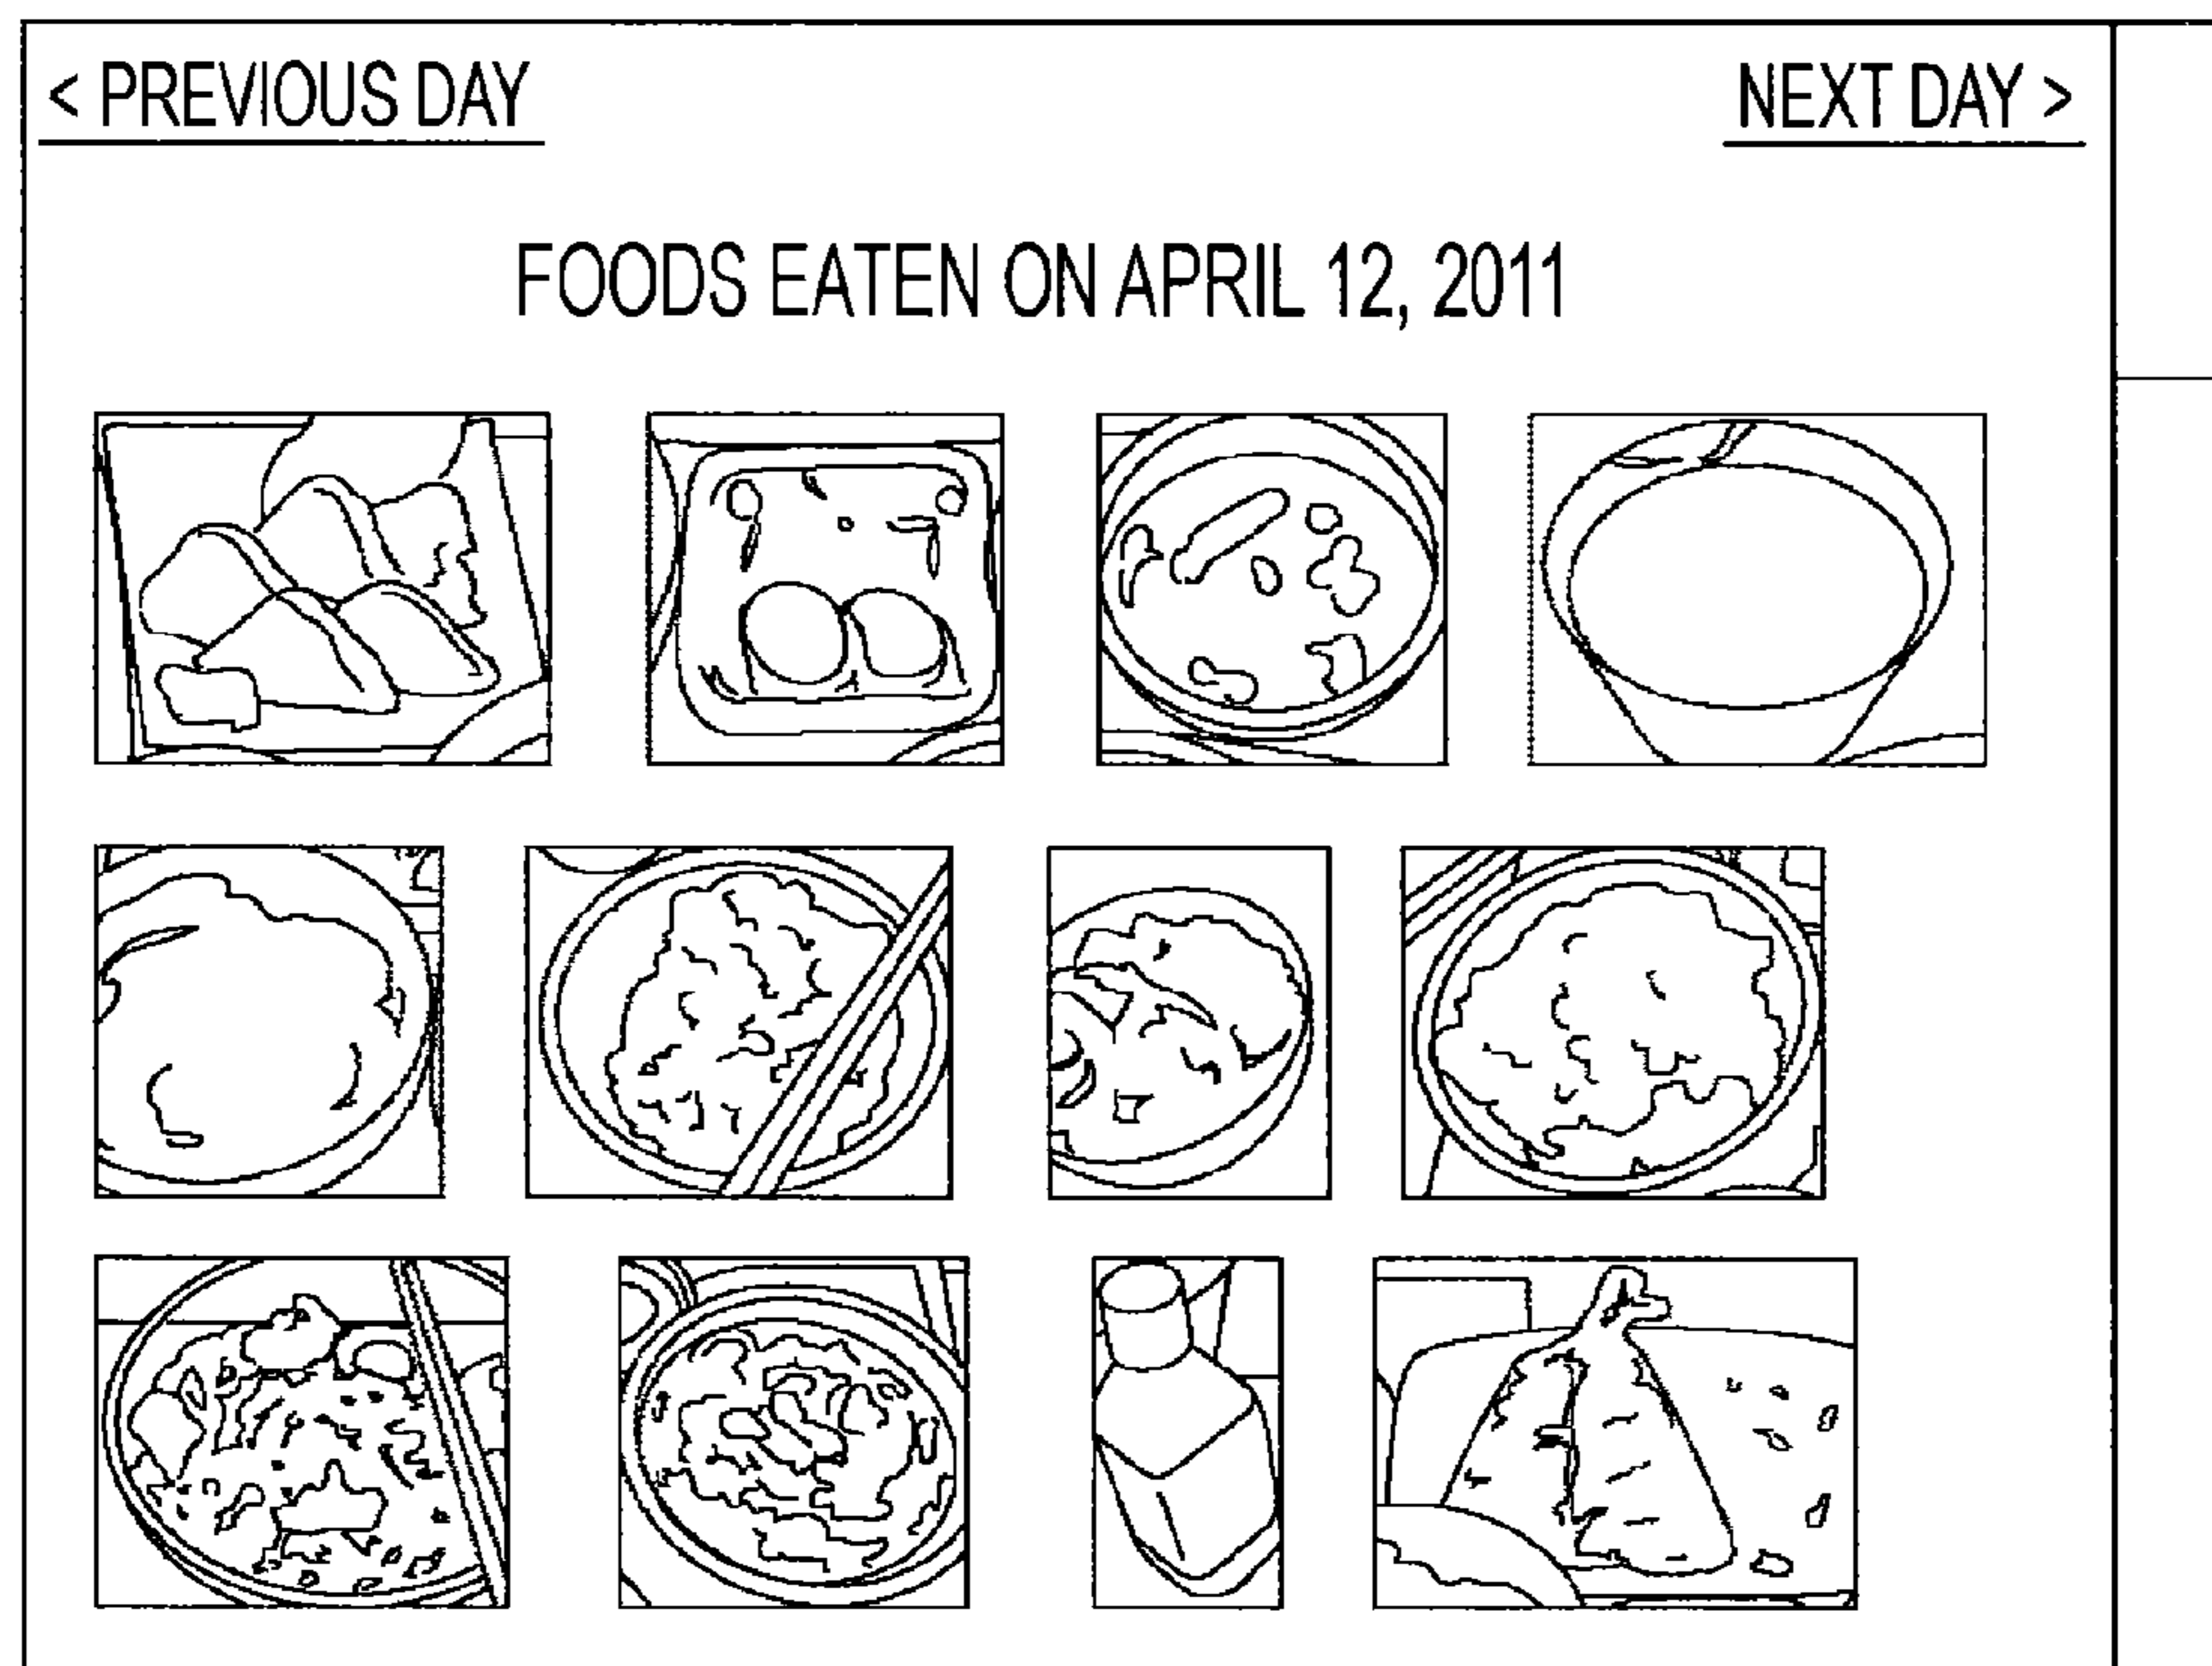 < PREVIOUS DAY
NEXT DAY >
FOODS EATEN ON APRIL 12, 2011